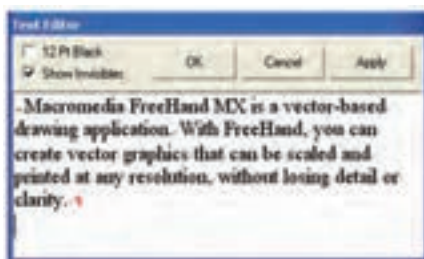 Text Editor
12 Pt Black
Show Invisibles
OK
Cancel
Apply
Macromedia FreeHand MX is a vector-based
drawing application. With FreeHand, you can
create vector graphics that can be scaled and
printed at any resolution, without losing detail or
clarity.